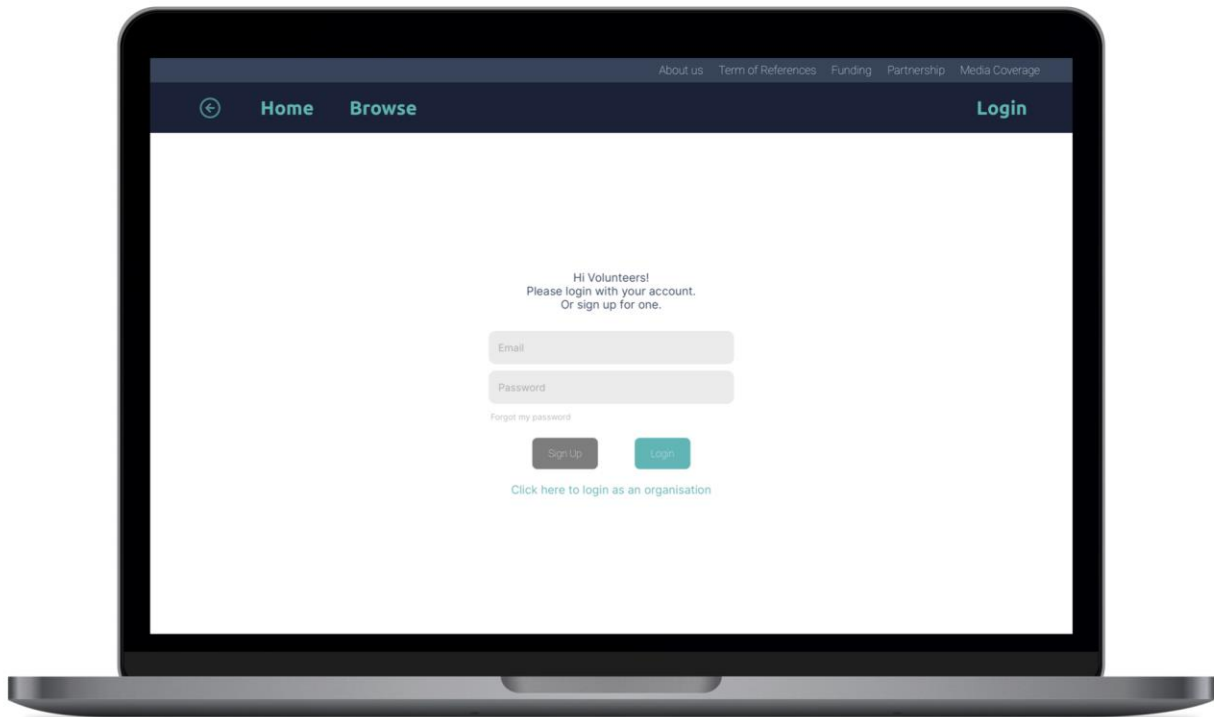 About us Term of References Funding Partnership Media Coverage
Home Browse Login
Hi Volunteers!
Please login with your account.
Or sign up for one.
Email
Password
Forgot my password
Sign Up Login
Click here to login as an organisation